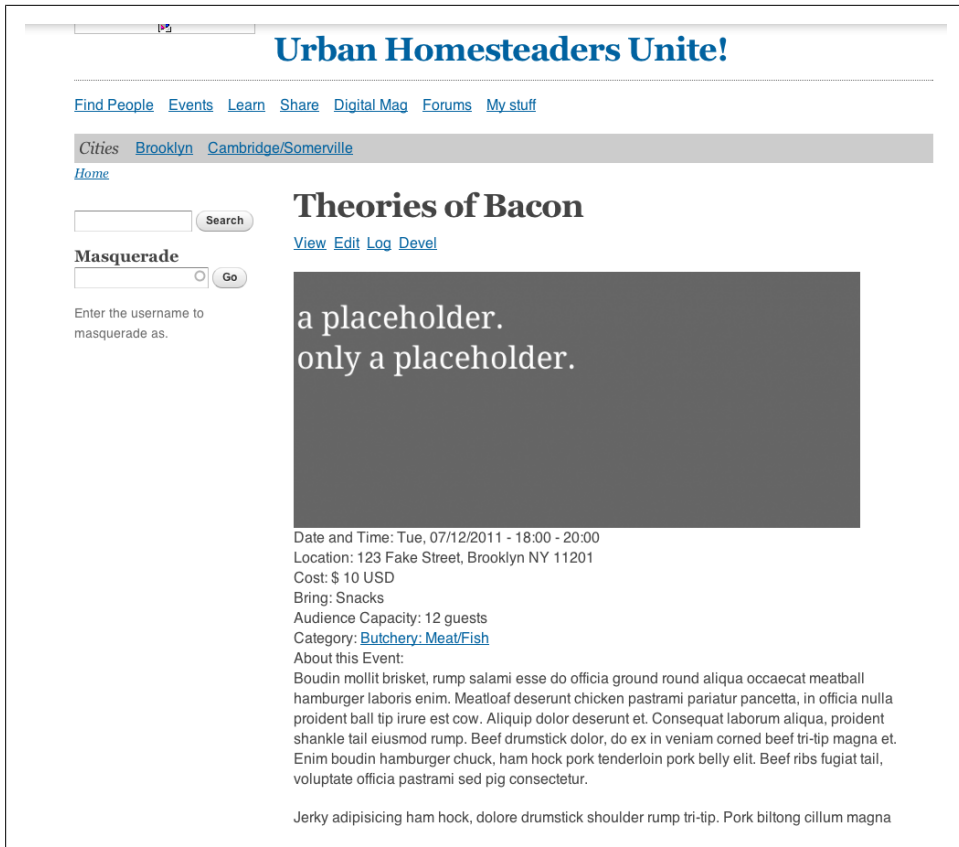 Urban Homesteaders Unite!
Find People Events Learn Share Digital Mag Forums My stuff
Cities Brooklyn Cambridge/Somerville
Home
Search
Masquerade
Go
Enter the username to
masquerade as.
Theories of Bacon
View Edit Log Devel
a placeholder.
only a placeholder.
Date and Time: Tue, 07/12/2011 - 18:00 - 20:00
Location: 123 Fake Street, Brooklyn NY 11201
Cost: $ 10 USD
Bring: Snacks
Audience Capacity: 12 guests
Category: Butchery: Meat/Fish
About this Event:
Boudin mollit brisket, rump salami esse do officia ground round aliqua occaecat meatball
hamburger laboris enim. Meatloaf deserunt chicken pastrami pariatur pancetta, in officia nulla
proident ball tip irure est cow. Aliquip dolor deserunt et. Consequat laborum aliqua, proident
shankle tail eiusmod rump. Beef drumstick dolor, do ex in veniam corned beef tri-tip magna et.
Enim boudin hamburger chuck, ham hock pork tenderloin pork belly elit. Beef ribs fugiat tail,
voluptate officia pastrami sed pig consectetur.
Jerky adipisicing ham hock, dolore drumstick shoulder rump tri-tip. Pork biltong cillum magna